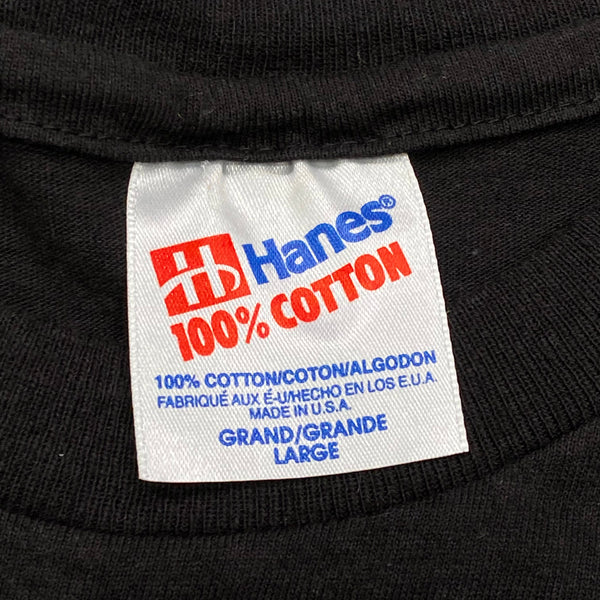 Hanes®
100% COTTON
100% COTTON/COTON/ALGODON
FABRIQUÉ AUX É-U/HECHO EN LOS E.U.A.
MADE IN U.S.A.
GRAND/GRANDE
LARGE